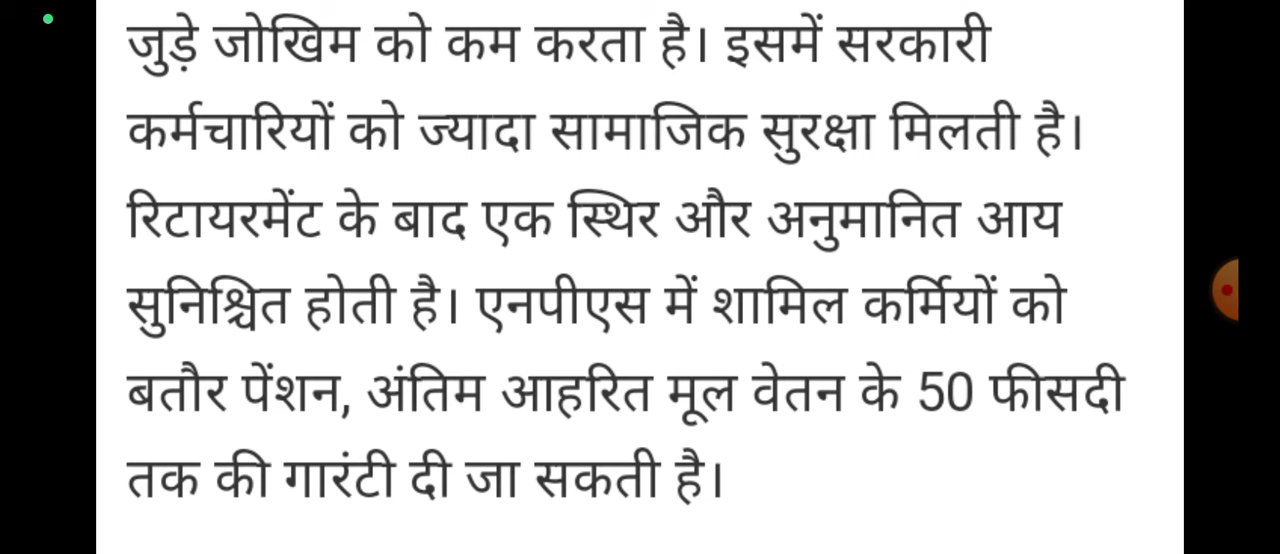 जुड़े जोखिम को कम करता है। इसमें सरकारी
कर्मचारियों को ज्यादा सामाजिक सुरक्षा मिलती है।
रिटायरमेंट के बाद एक स्थिर और अनुमानित आय
सुनिश्चित होती है। एनपीएस में शामिल कर्मियों को
बतौर पेंशन, अंतिम आहरित मूल वेतन के 50 फीसदी
तक की गारंटी दी जा सकती है।